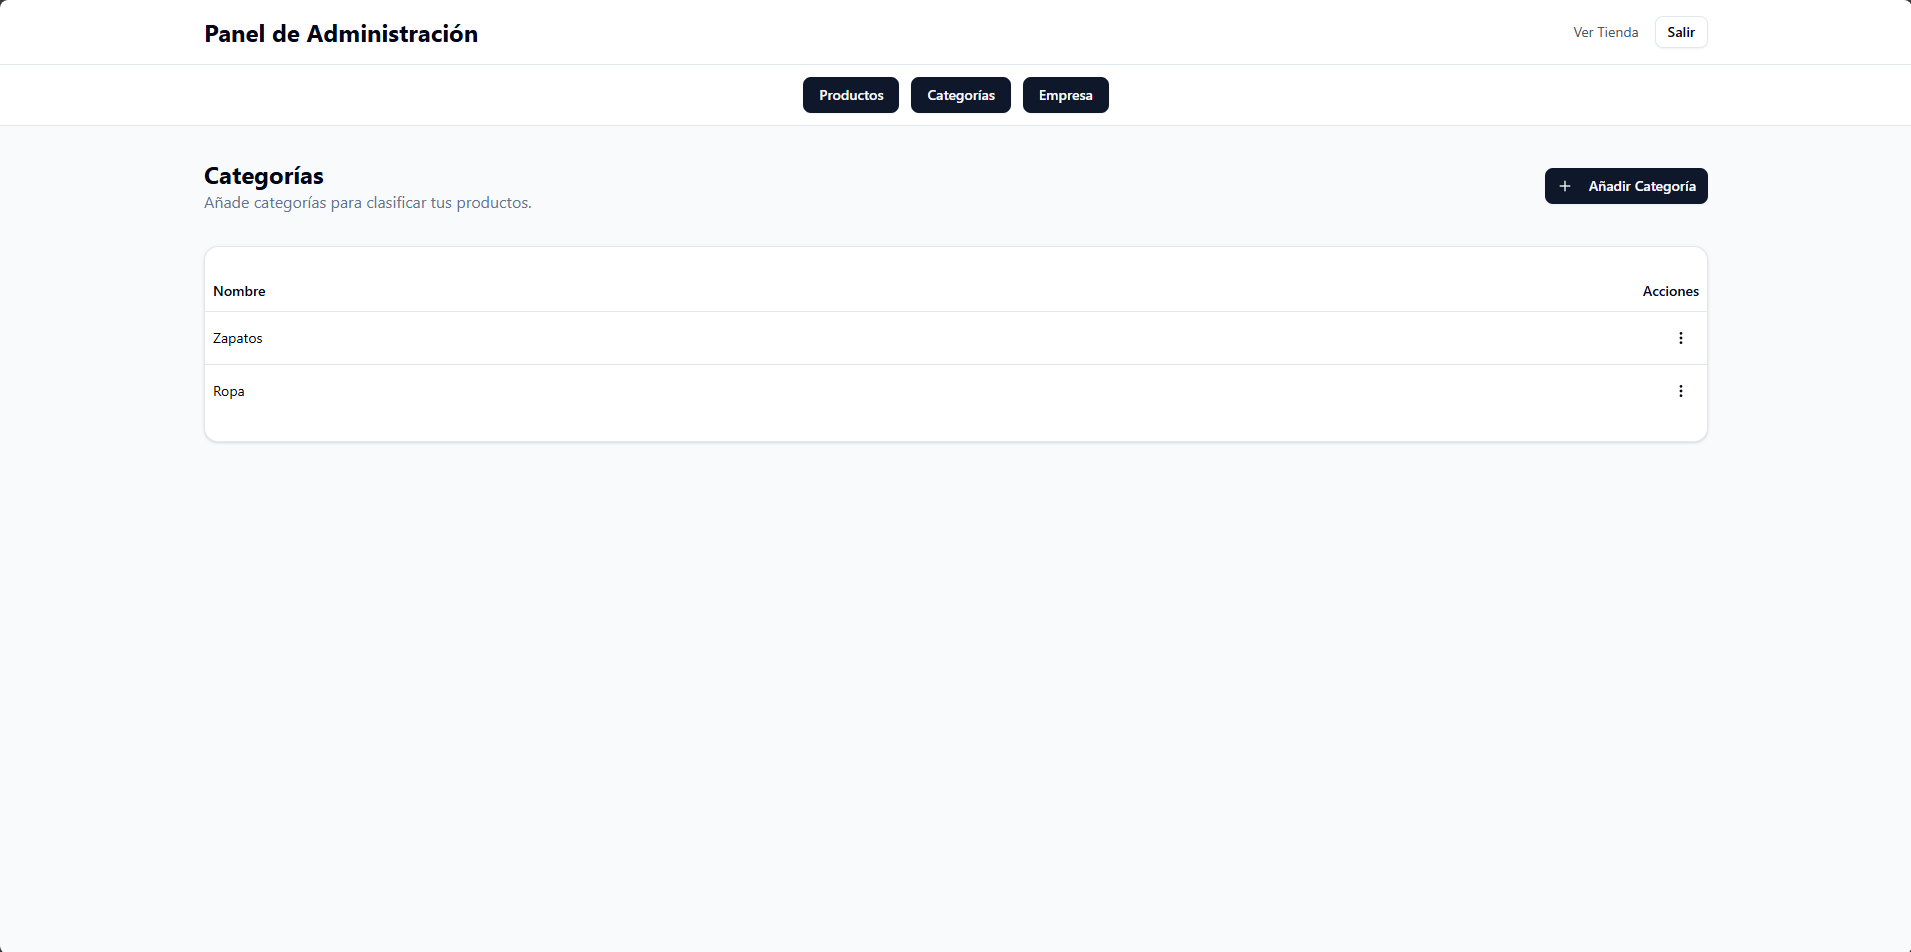 Panel de Administración
Ver Tienda
Salir
Productos
Categorías
Empresa
Categorías
Añade categorías para clasificar tus productos.
Añadir Categoría
Nombre
Acciones
Zapatos
Ropa